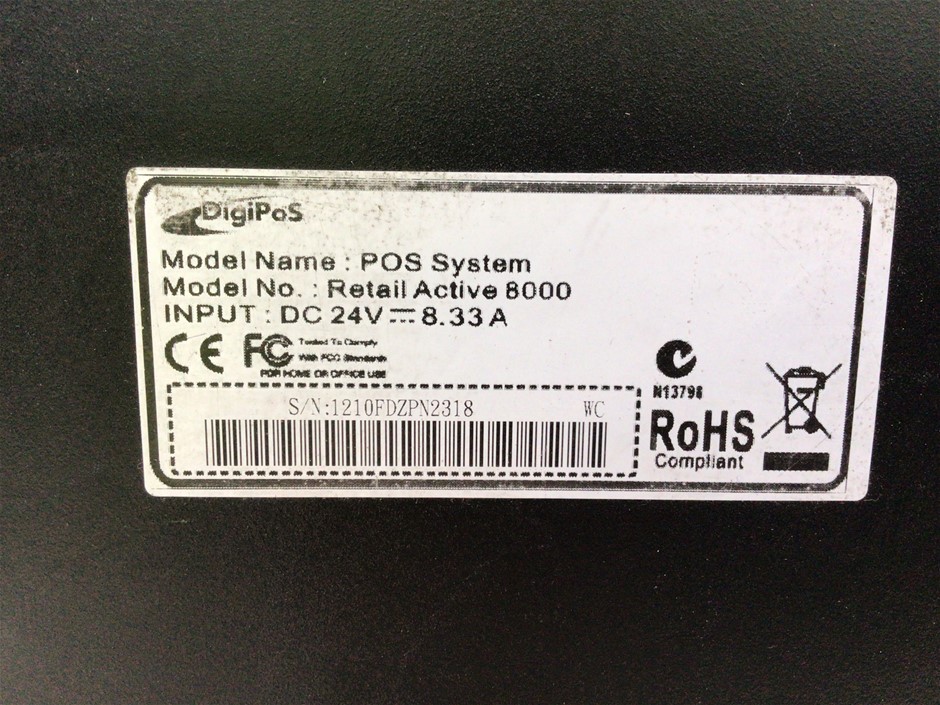 DigiPoS
Model Name : POS System
Model No. : Retail Active 8000
INPUT : DC 24V ⎓ 8.33 A
CE FC Tested To Comply
With FCC Standards
FOR HOME OR OFFICE USE
N13798
S/N:1210FDZPN2318 WC
RoHS
Compliant